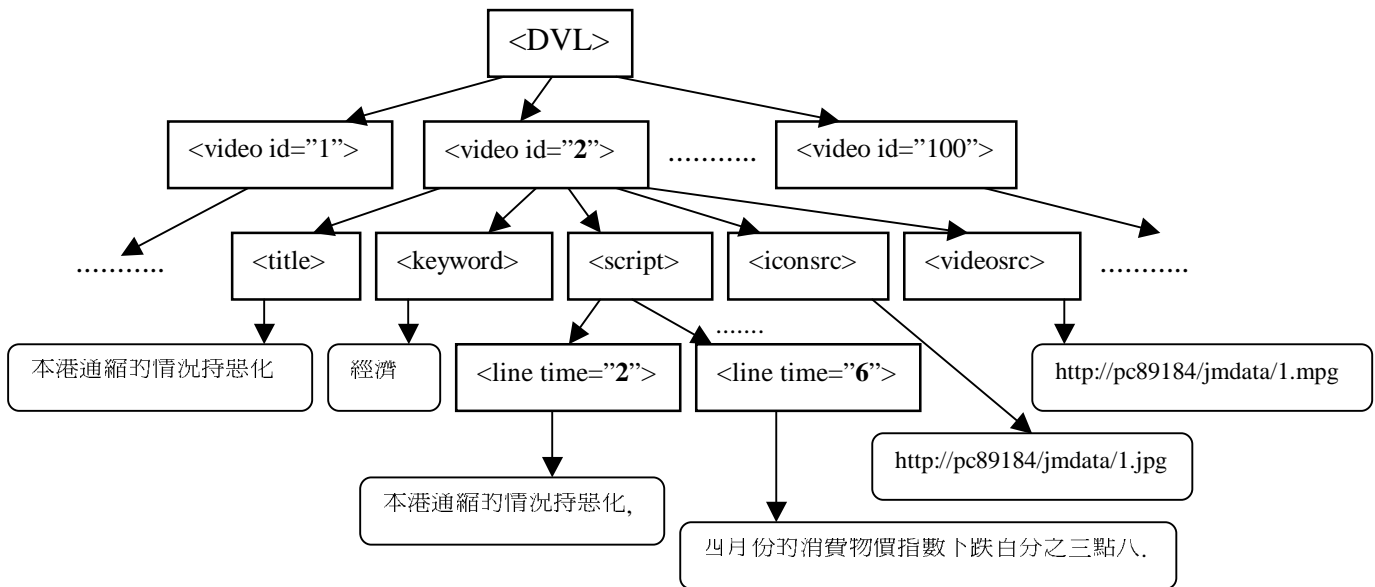 <DVL>
<video id=”1”>
<video id=”2”>
...........
<video id=”100”>
...........
<title>
<keyword>
<script>
<iconsrc>
<videosrc>
...........
.......
本港通縮的情況持惡化
經濟
<line time=”2”>
<line time=”6”>
http://pc89184/jmdata/1.mpg
http://pc89184/jmdata/1.jpg
本港通縮的情況持惡化,
四月份的消費物價指數下跌百分之三點八.